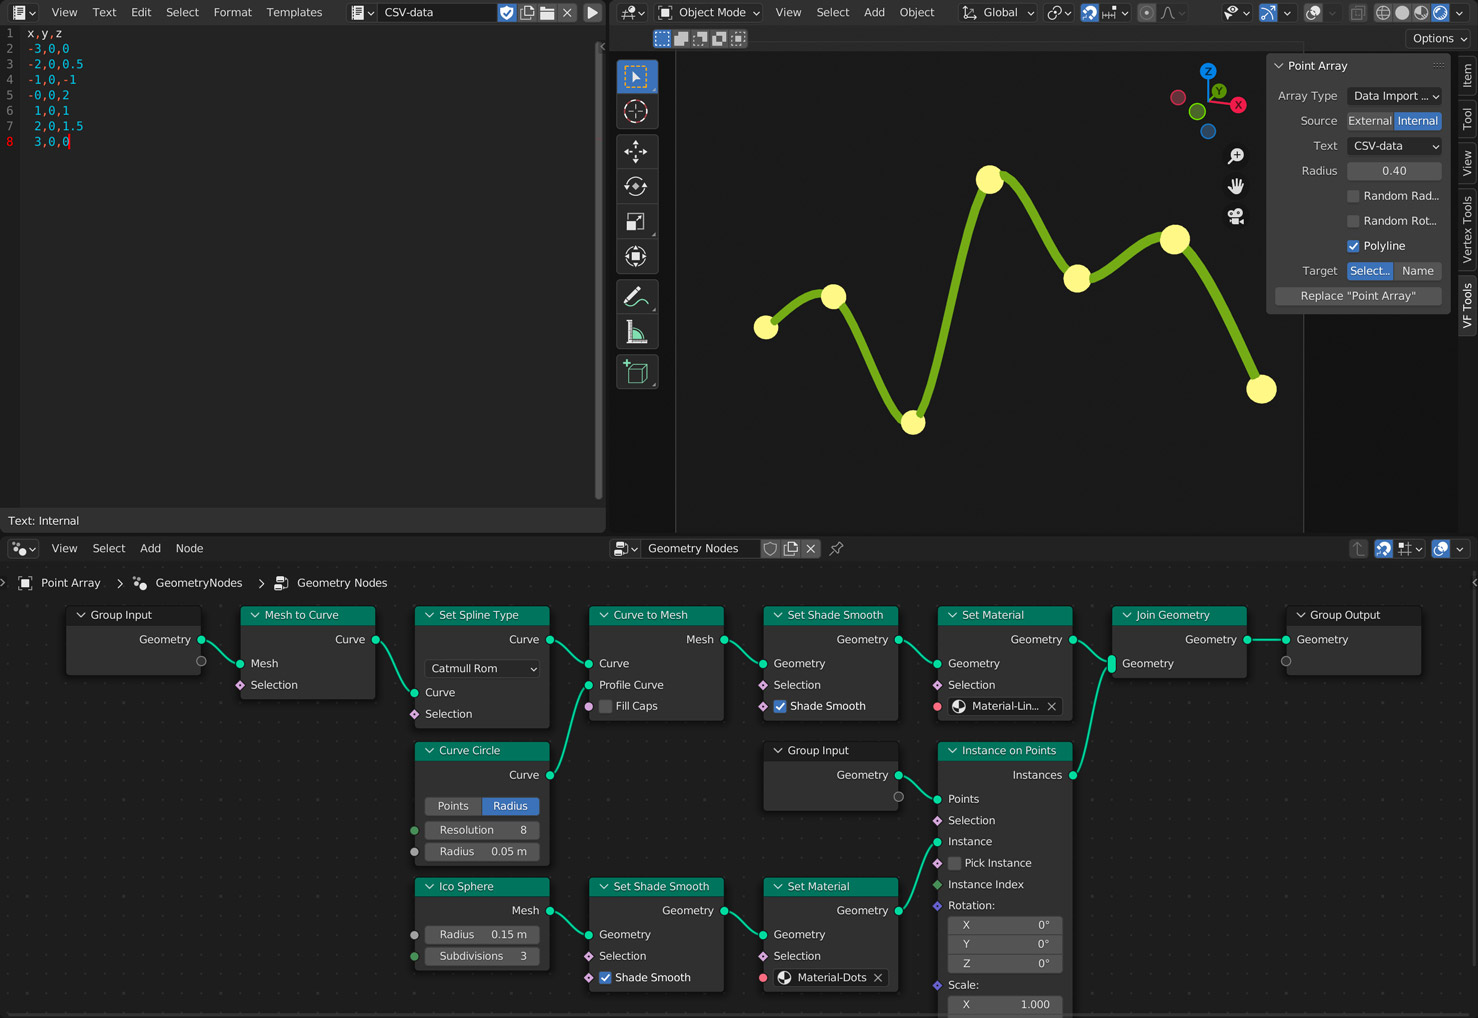 View Text Edit Select Format Templates CSV-data
1 x,y,z
2 -3,0,0
3 -2,0,0.5
4 -1,0,-1
5 -0,0,2
6 1,0,1
7 2,0,1.5
8 3,0,0
Text: Internal
Object Mode View Select Add Object Global
Options
Z
Y
X
Point Array
Array Type Data Import ...
Source External Internal
Text CSV-data
Radius 0.40
Random Rad...
Random Rot...
Polyline
Target Select... Name
Replace "Point Array"
Item
Tool
View
Vertex Tools
VF Tools
View Select Add Node Geometry Nodes
Point Array GeometryNodes Geometry Nodes
Group Input
Geometry
Mesh to Curve
Curve
Mesh
Selection
Set Spline Type
Curve
Catmull Rom
Curve
Selection
Curve to Mesh
Mesh
Curve
Profile Curve
Fill Caps
Set Shade Smooth
Geometry
Geometry
Selection
Shade Smooth
Set Material
Geometry
Geometry
Selection
Material-Lin...
Join Geometry
Geometry
Geometry
Group Output
Geometry
Curve Circle
Curve
Points Radius
Resolution 8
Radius 0.05 m
Group Input
Geometry
Instance on Points
Instances
Points
Selection
Instance
Pick Instance
Instance Index
Rotation:
X 0°
Y 0°
Z 0°
Scale:
X 1.000
Ico Sphere
Mesh
Radius 0.15 m
Subdivisions 3
Set Shade Smooth
Geometry
Geometry
Selection
Shade Smooth
Set Material
Geometry
Geometry
Selection
Material-Dots